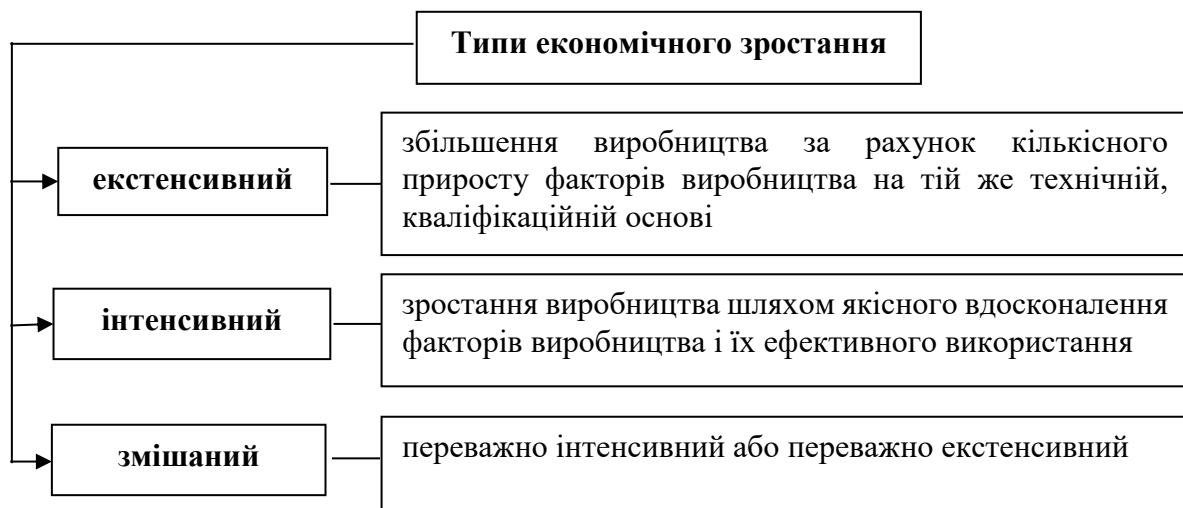 Типи економічного зростання
екстенсивний
збільшення виробництва за рахунок кількісного
приросту факторів виробництва на тій же технічній,
кваліфікаційній основі
інтенсивний
зростання виробництва шляхом якісного вдосконалення
факторів виробництва і їх ефективного використання
змішаний
переважно інтенсивний або переважно екстенсивний